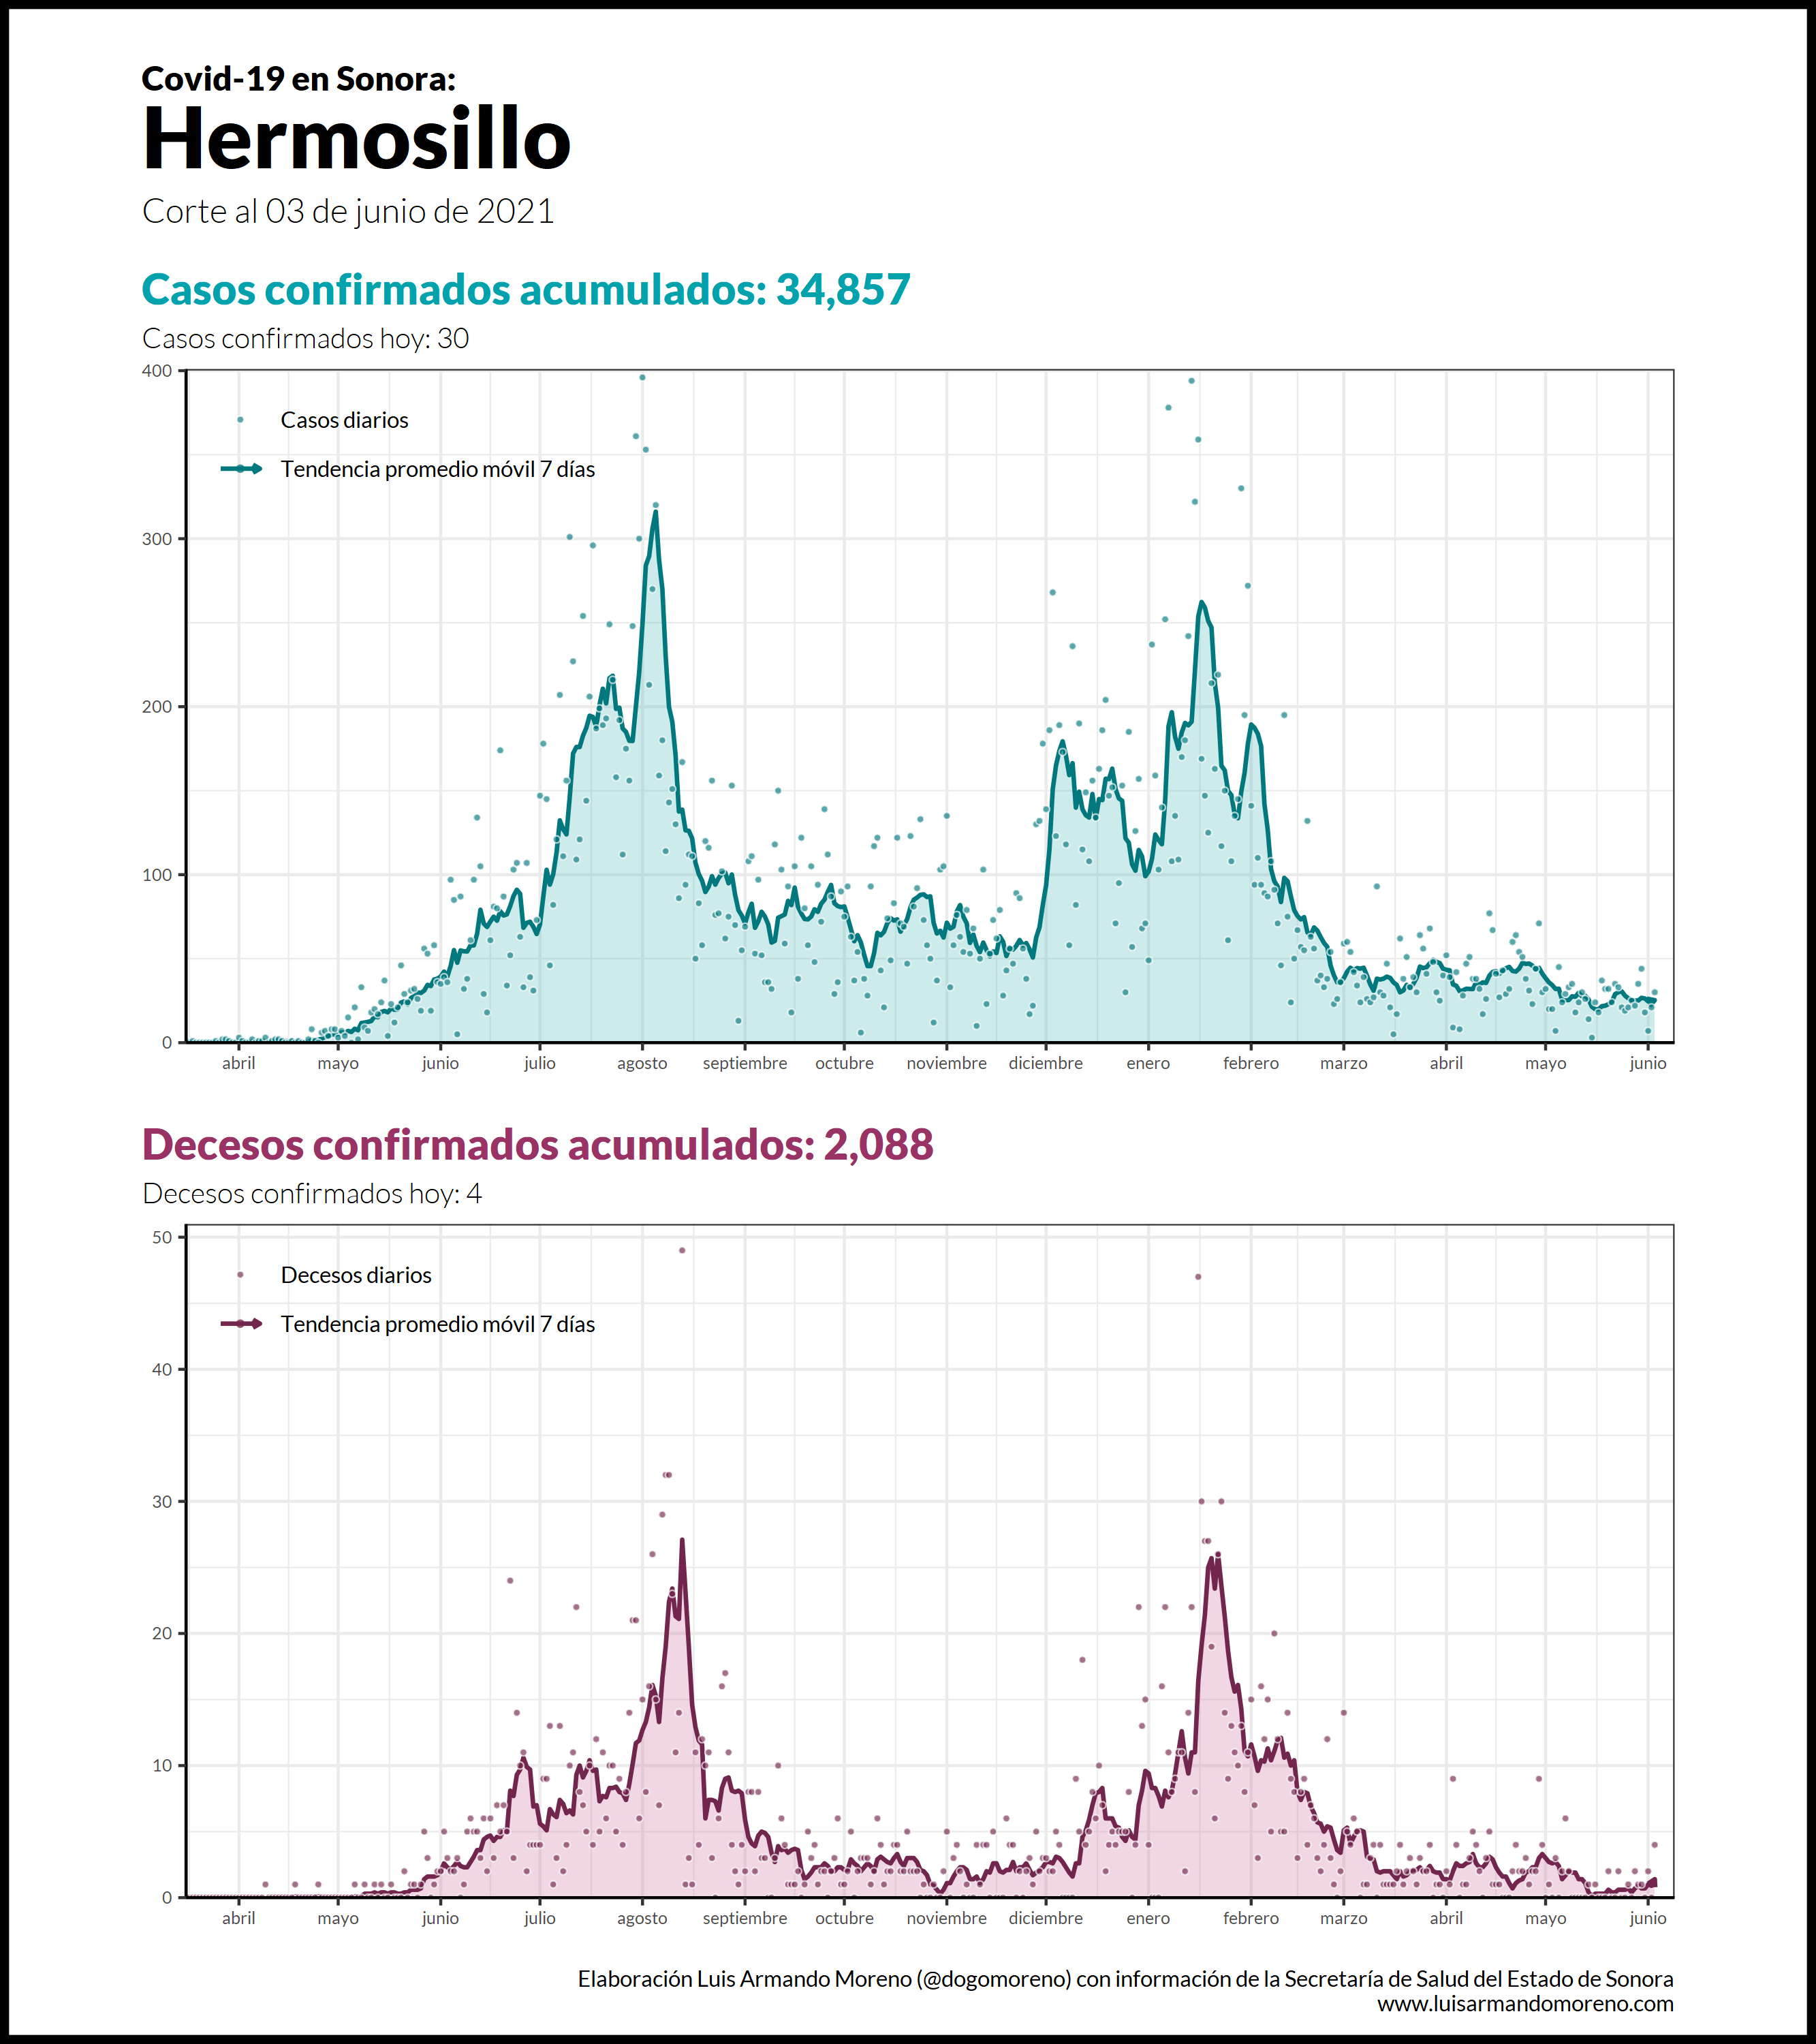 Covid-19 en Sonora:
Hermosillo
Corte al 03 de junio de 2021
Casos confirmados acumulados: 34,857
Casos confirmados hoy: 30
400
300
200
100
0
Casos diarios
Tendencia promedio móvil 7 días
abril mayo junio julio agosto septiembre octubre noviembre diciembre enero febrero marzo abril mayo junio
Decesos confirmados acumulados: 2,088
Decesos confirmados hoy: 4
50
40
30
20
10
0
Decesos diarios
Tendencia promedio móvil 7 días
abril mayo junio julio agosto septiembre octubre noviembre diciembre enero febrero marzo abril mayo junio
Elaboración Luis Armando Moreno (@dogomoreno) con información de la Secretaría de Salud del Estado de Sonora
www.luisarmandomoreno.com